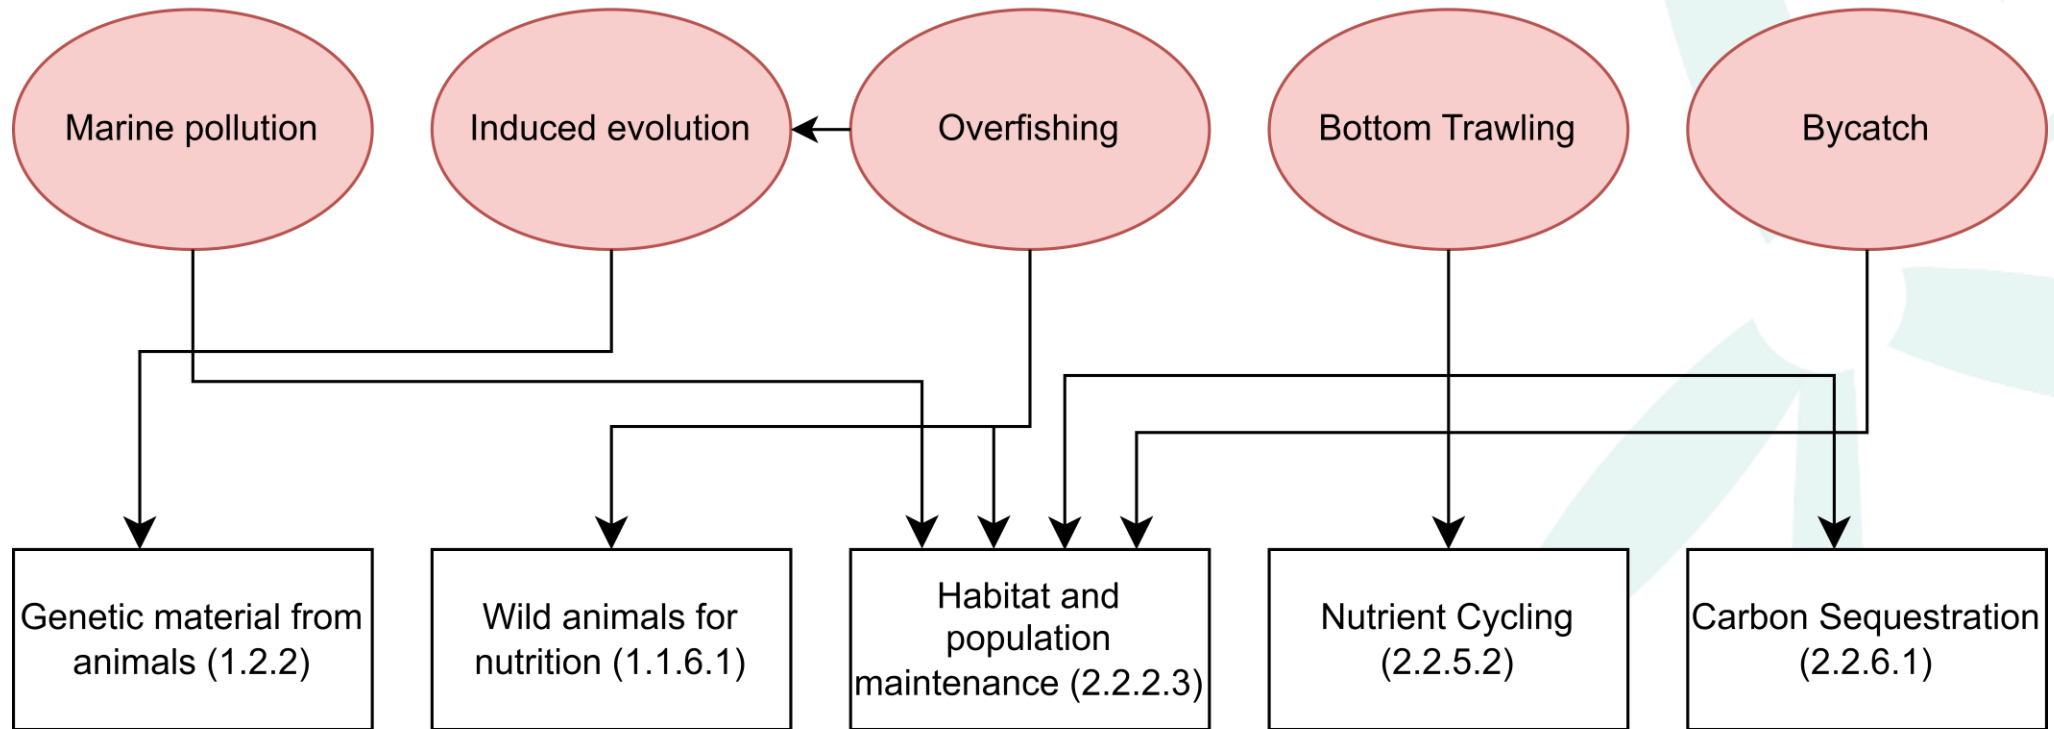 Marine pollution
Induced evolution
Overfishing
Bottom Trawling
Bycatch
Genetic material from
animals (1.2.2)
Wild animals for
nutrition (1.1.6.1)
Habitat and
population
maintenance (2.2.2.3)
Nutrient Cycling
(2.2.5.2)
Carbon Sequestration
(2.2.6.1)